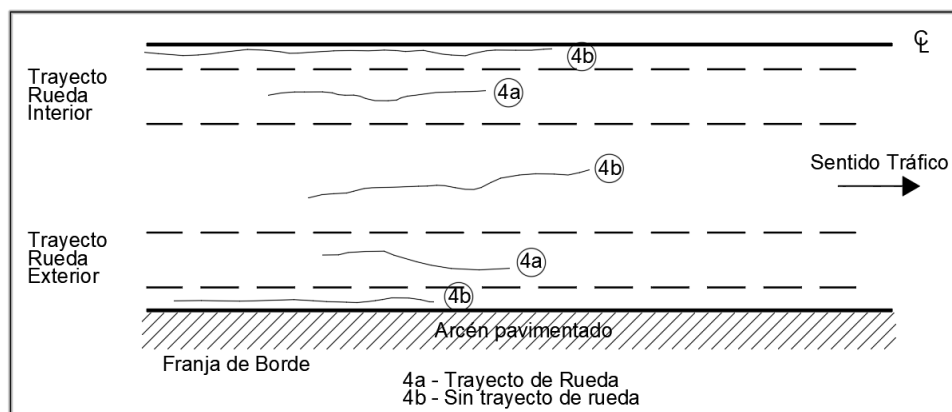 ℄
4b
Trayecto
Rueda
Interior
4a
4b
Sentido Tráfico
Trayecto
Rueda
Exterior
4a
4b
Arcén pavimentado
Franja de Borde
4a - Trayecto de Rueda
4b - Sin trayecto de rueda